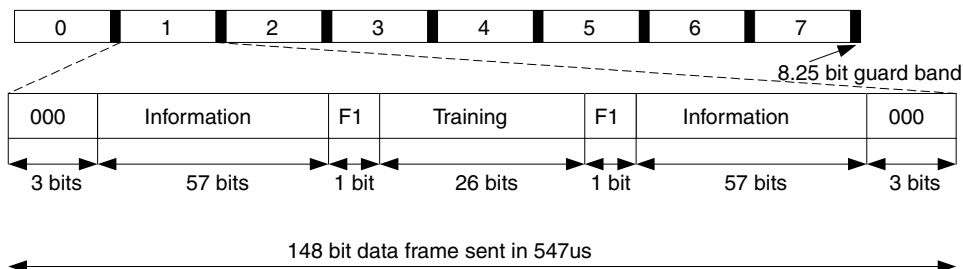 0 1 2 3 4 5 6 7
8.25 bit guard band
000 Information F1 Training F1 Information 000
3 bits 57 bits 1 bit 26 bits 1 bit 57 bits 3 bits
148 bit data frame sent in 547us